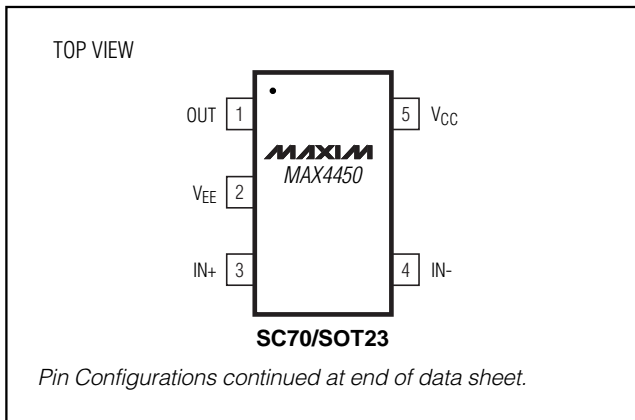 TOP VIEW
OUT 1
5 VCC
MAXIM
MAX4450
VEE 2
IN+ 3
4 IN-
SC70/SOT23
Pin Configurations continued at end of data sheet.